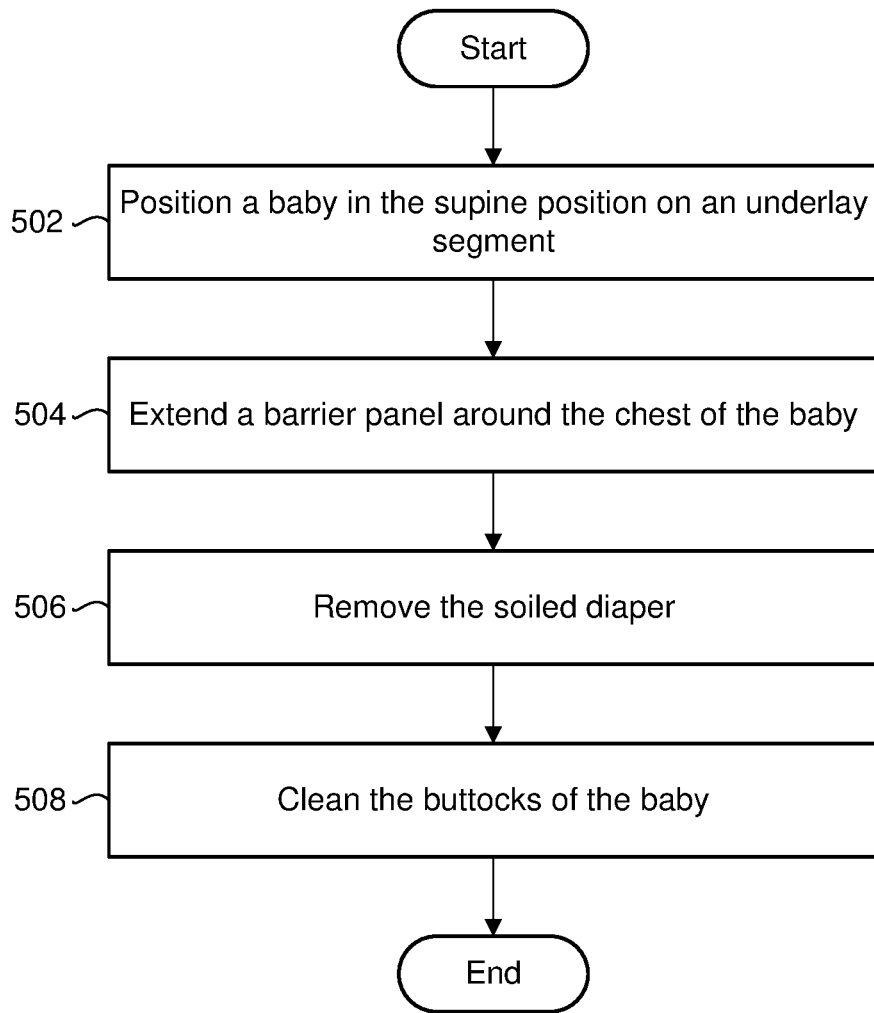 Start
502
Position a baby in the supine position on an underlay
segment
504
Extend a barrier panel around the chest of the baby
506
Remove the soiled diaper
508
Clean the buttocks of the baby
End